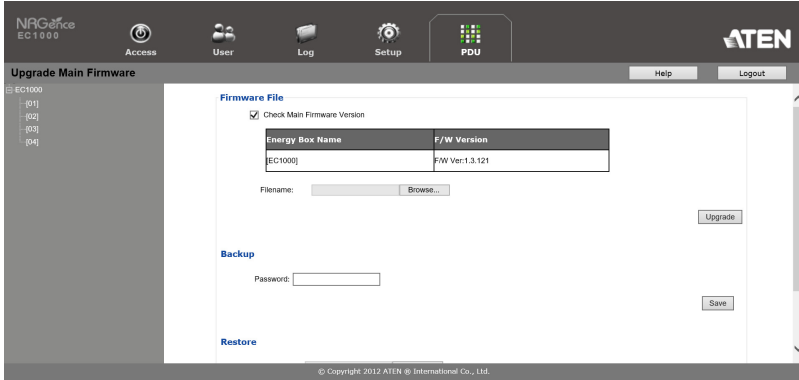 NRGence
EC1000
Access
User
Log
Setup
PDU
ATEN
Upgrade Main Firmware
Help
Logout
EC1000
[01]
[02]
[03]
[04]
Firmware File
Check Main Firmware Version
Energy Box Name F/W Version
[EC1000] F/W Ver:1.3.121
Filename: Browse...
Upgrade
Backup
Password:
Save
Restore
© Copyright 2012 ATEN ® International Co., Ltd.